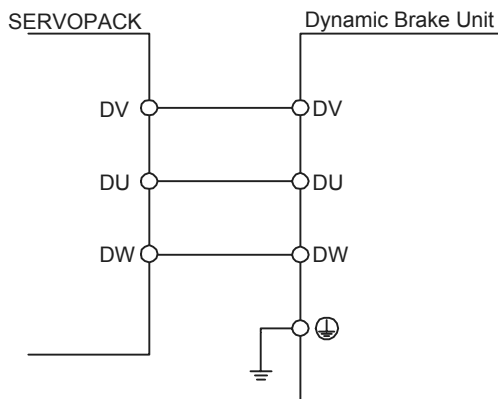 SERVOPACK
Dynamic Brake Unit
DV
DV
DU
DU
DW
DW